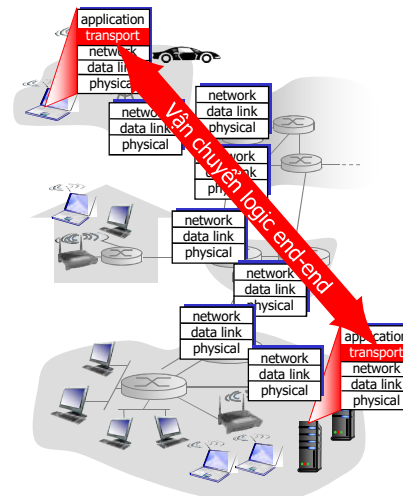 application
transport
network
data link
physical
network
data link
physical
network
data link
physical
Vận chuyển logic end-end
network
data link
network
data link
physical
network
data link
physical
network
data link
physical
network
data link
physical
application
transport
network
data link
physical